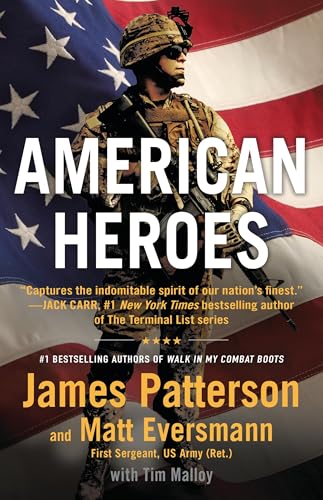 AMERICAN
HEROES
“Captures the indomitable spirit of our nation’s finest.”
—JACK CARR, #1 New York Times bestselling author
of The Terminal List series
#1 BESTSELLING AUTHORS OF WALK IN MY COMBAT BOOTS
James Patterson
and Matt Eversmann
First Sergeant, US Army (Ret.)
with Tim Malloy